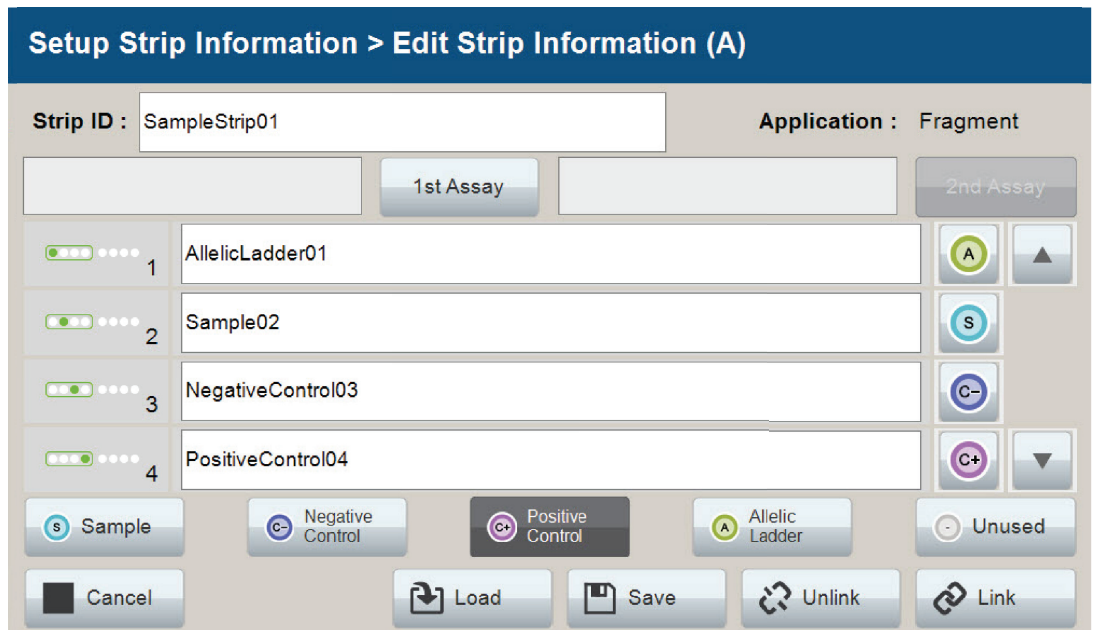 Setup Strip Information > Edit Strip Information (A)
Strip ID : SampleStrip01 Application : Fragment
1st Assay 2nd Assay
1 AllelicLadder01 A
2 Sample02 S
3 NegativeControl03 C-
4 PositiveControl04 C+
S Sample C- Negative Control C+ Positive Control A Allelic Ladder - Unused
Cancel Load Save Unlink Link